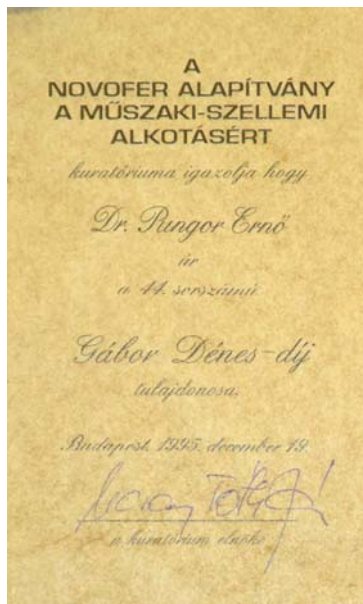 A
NOVOFER ALAPÍTVÁNY
A MŰSZAKI-SZELLEMI
ALKOTÁSÉRT
kuratóriuma igazolja hogy
Dr. Pungor Ernő
úr
a 44. sorszámú
Gábor Dénes-díj
tulajdonosa.
Budapest, 1995. december 19.
a kuratórium elnöke